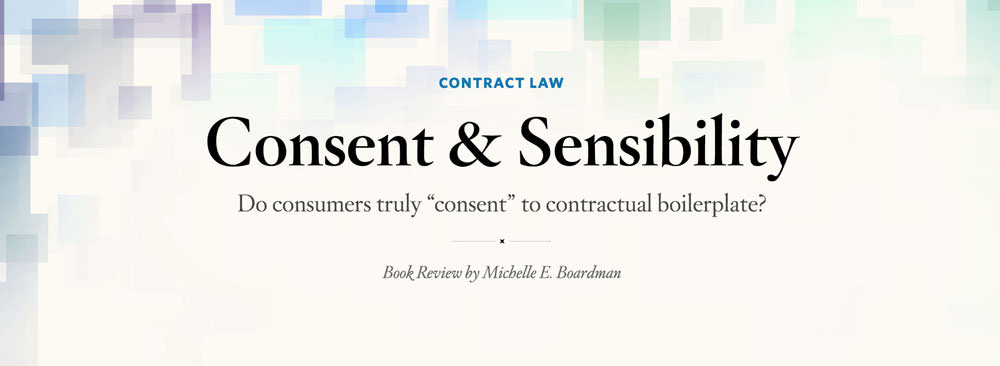 CONTRACT LAW
Consent & Sensibility
Do consumers truly “consent” to contractual boilerplate?
Book Review by Michelle E. Boardman